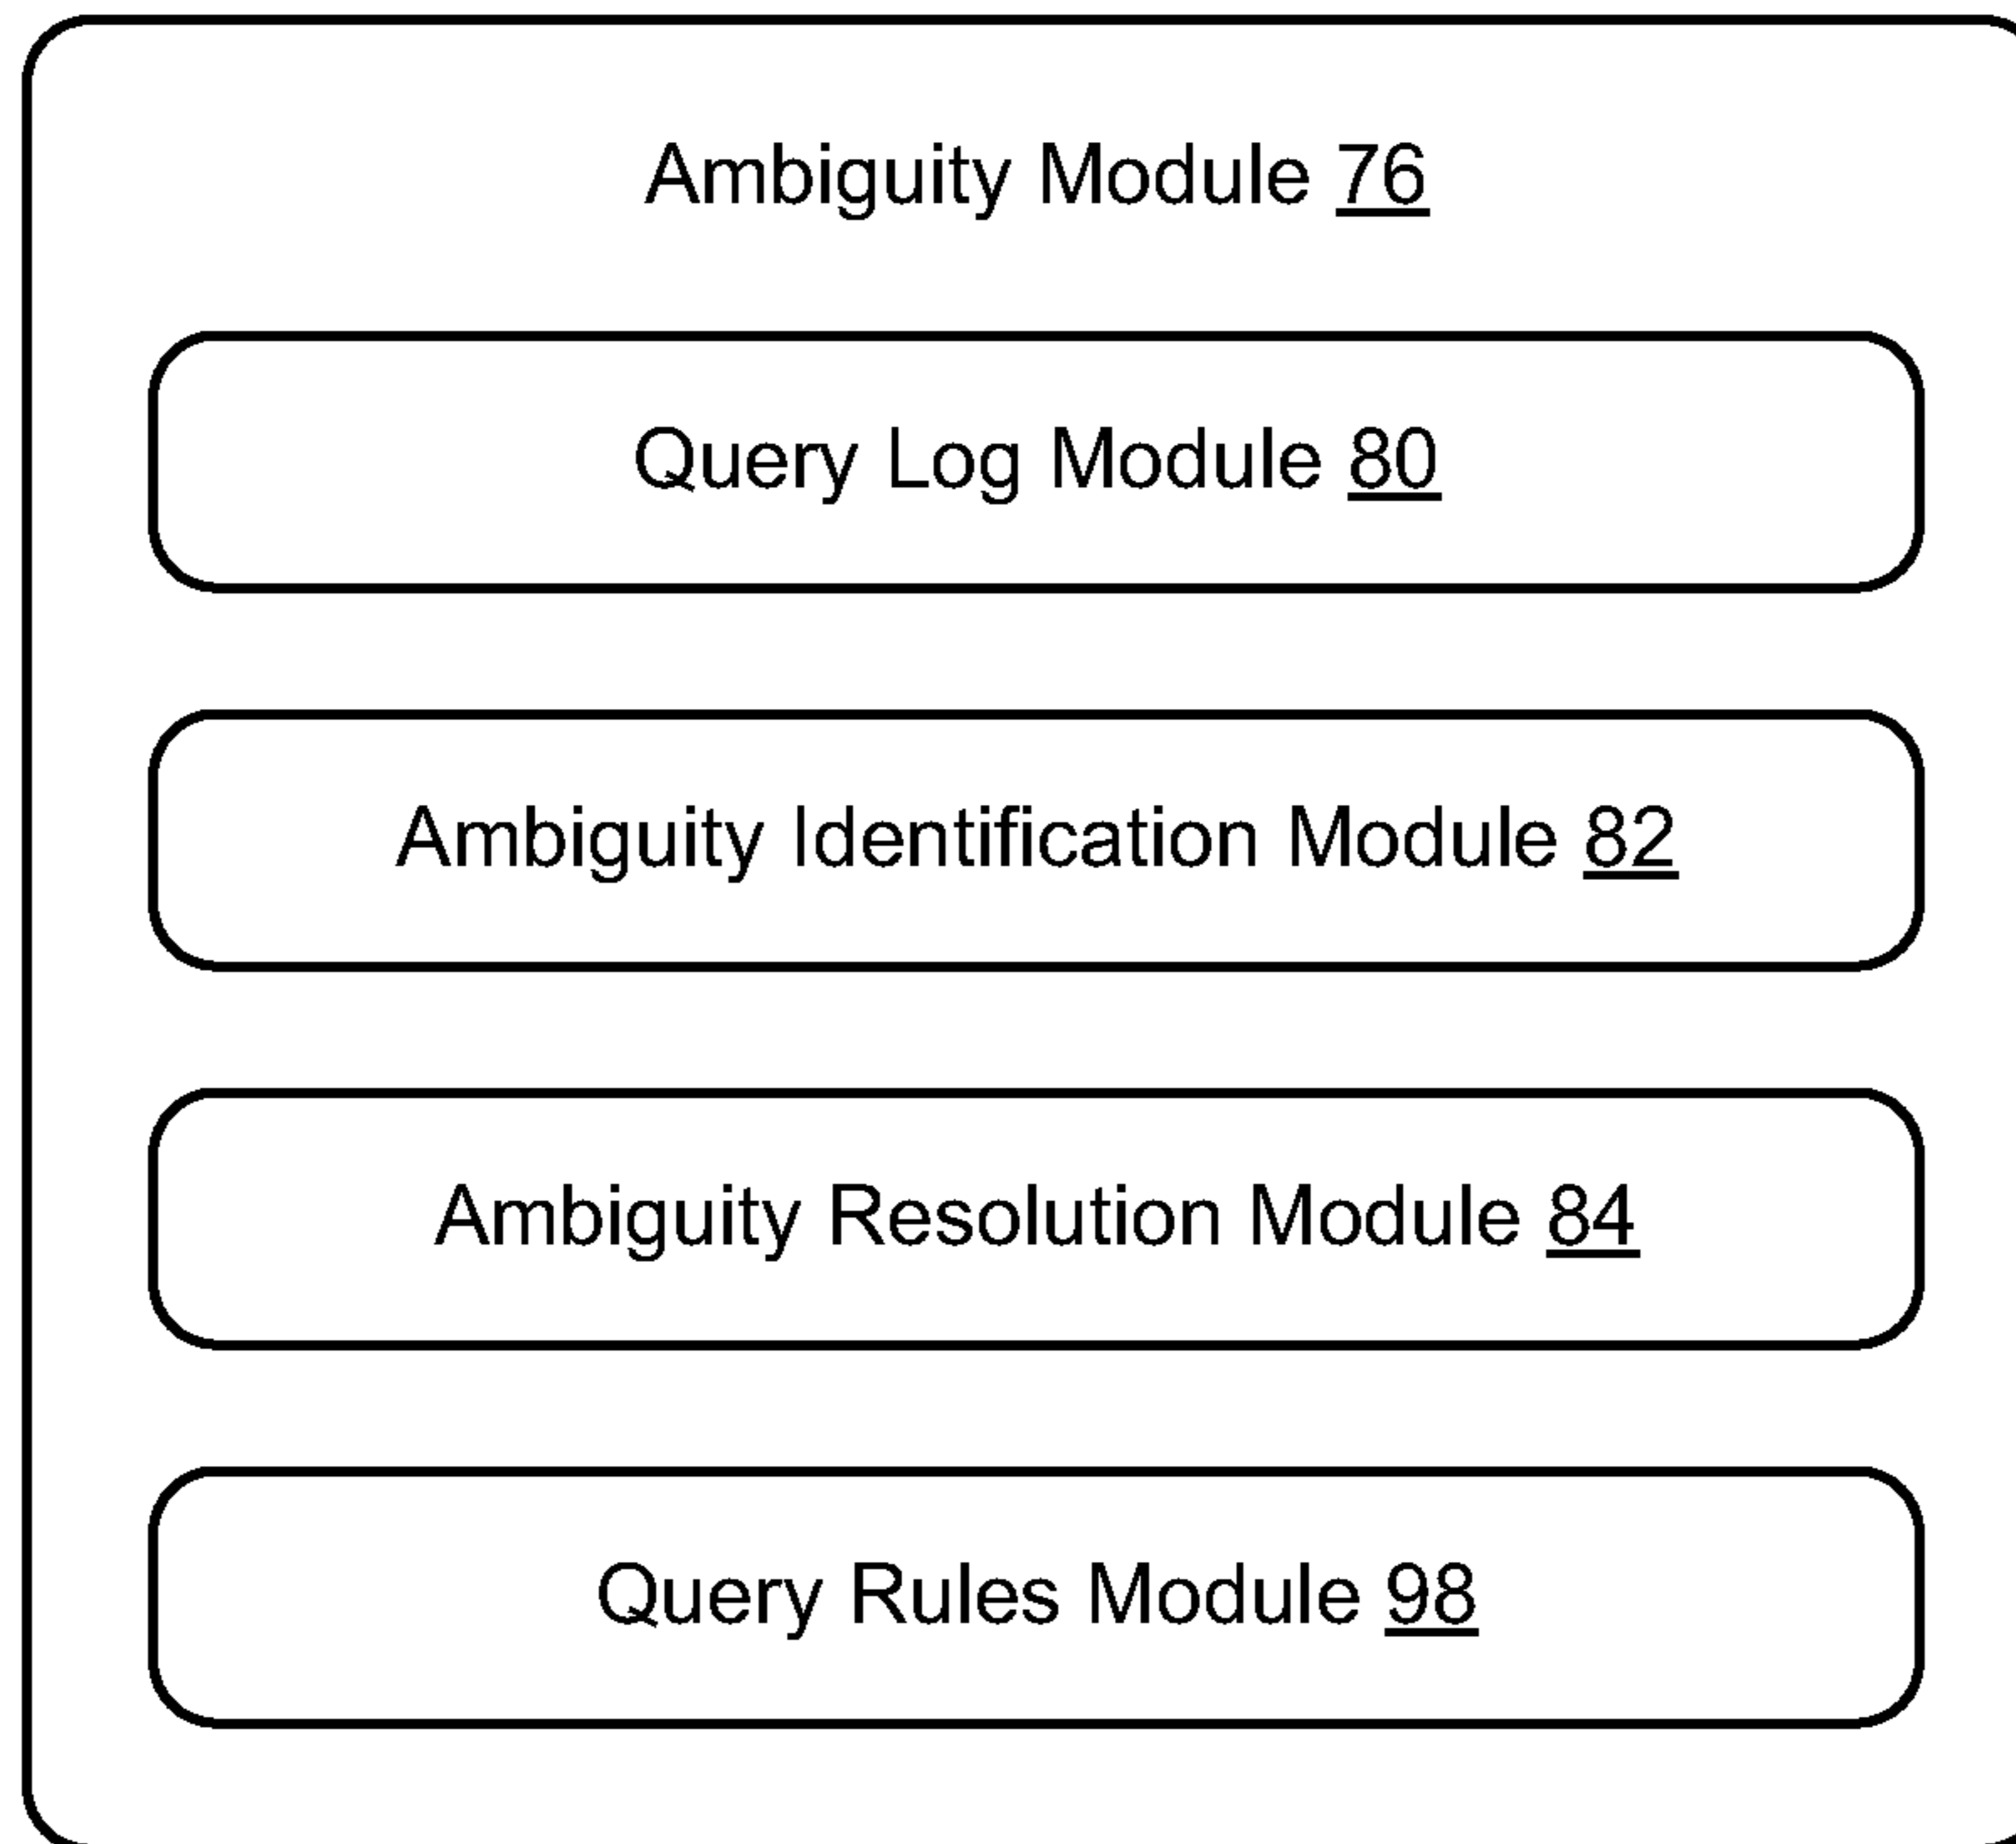 Ambiguity Module 76
Query Log Module 80
Ambiguity Identification Module 82
Ambiguity Resolution Module 84
Query Rules Module 98